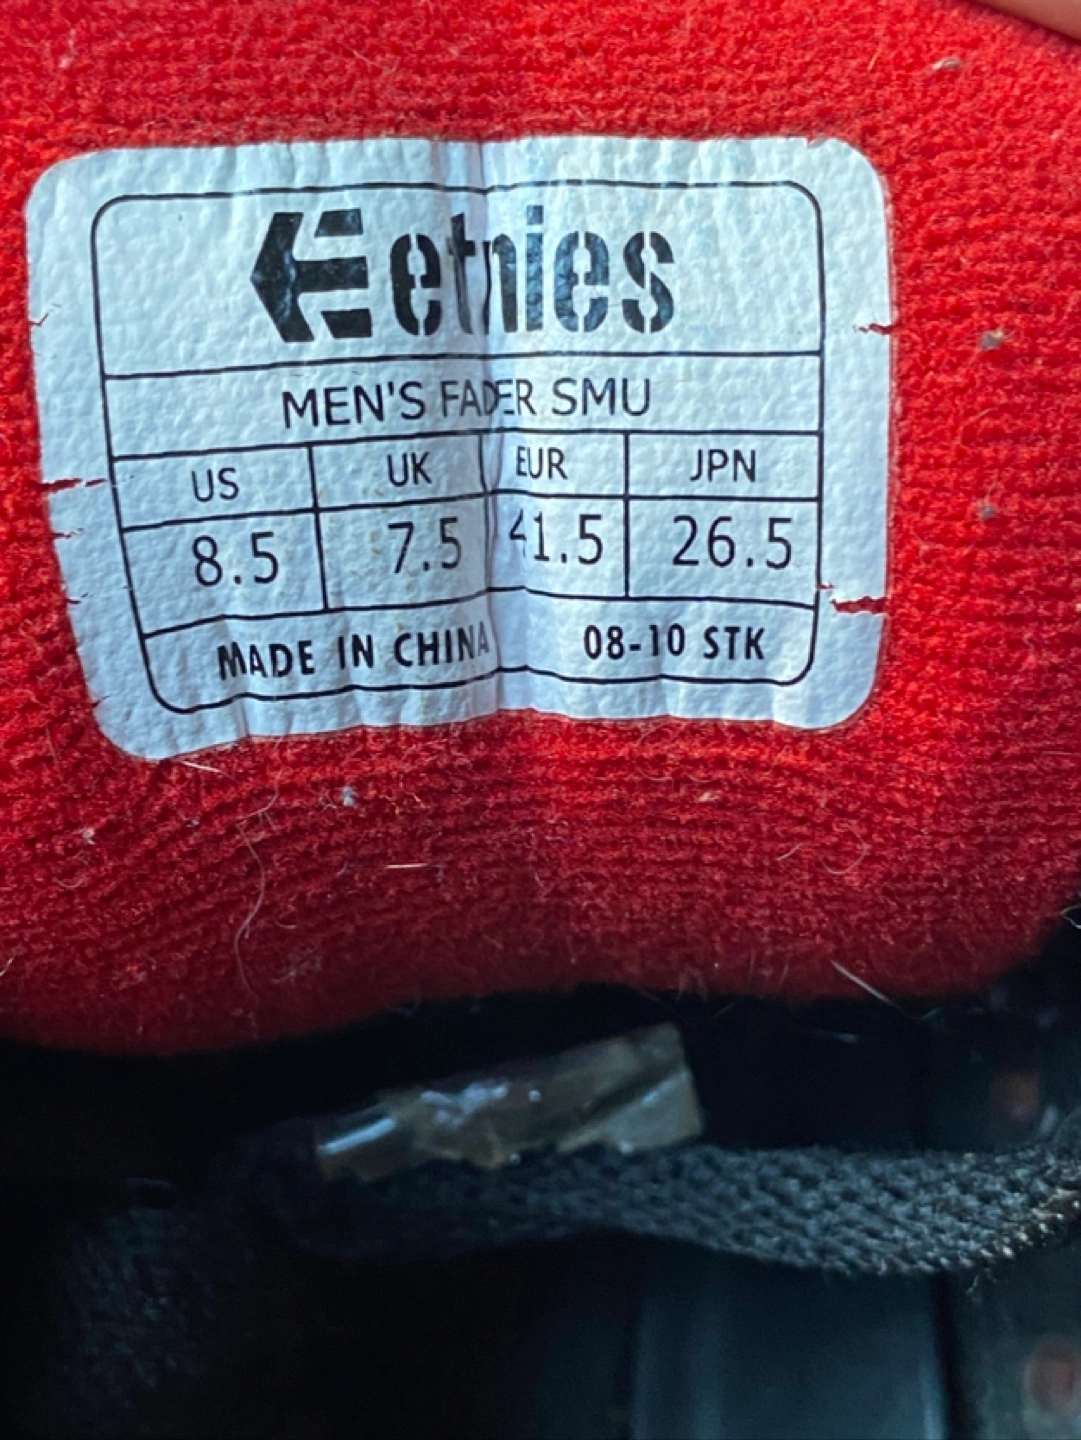 etnies
MEN'S FADER SMU
US UK EUR JPN
8.5 7.5 41.5 26.5
MADE IN CHINA 08-10 STK